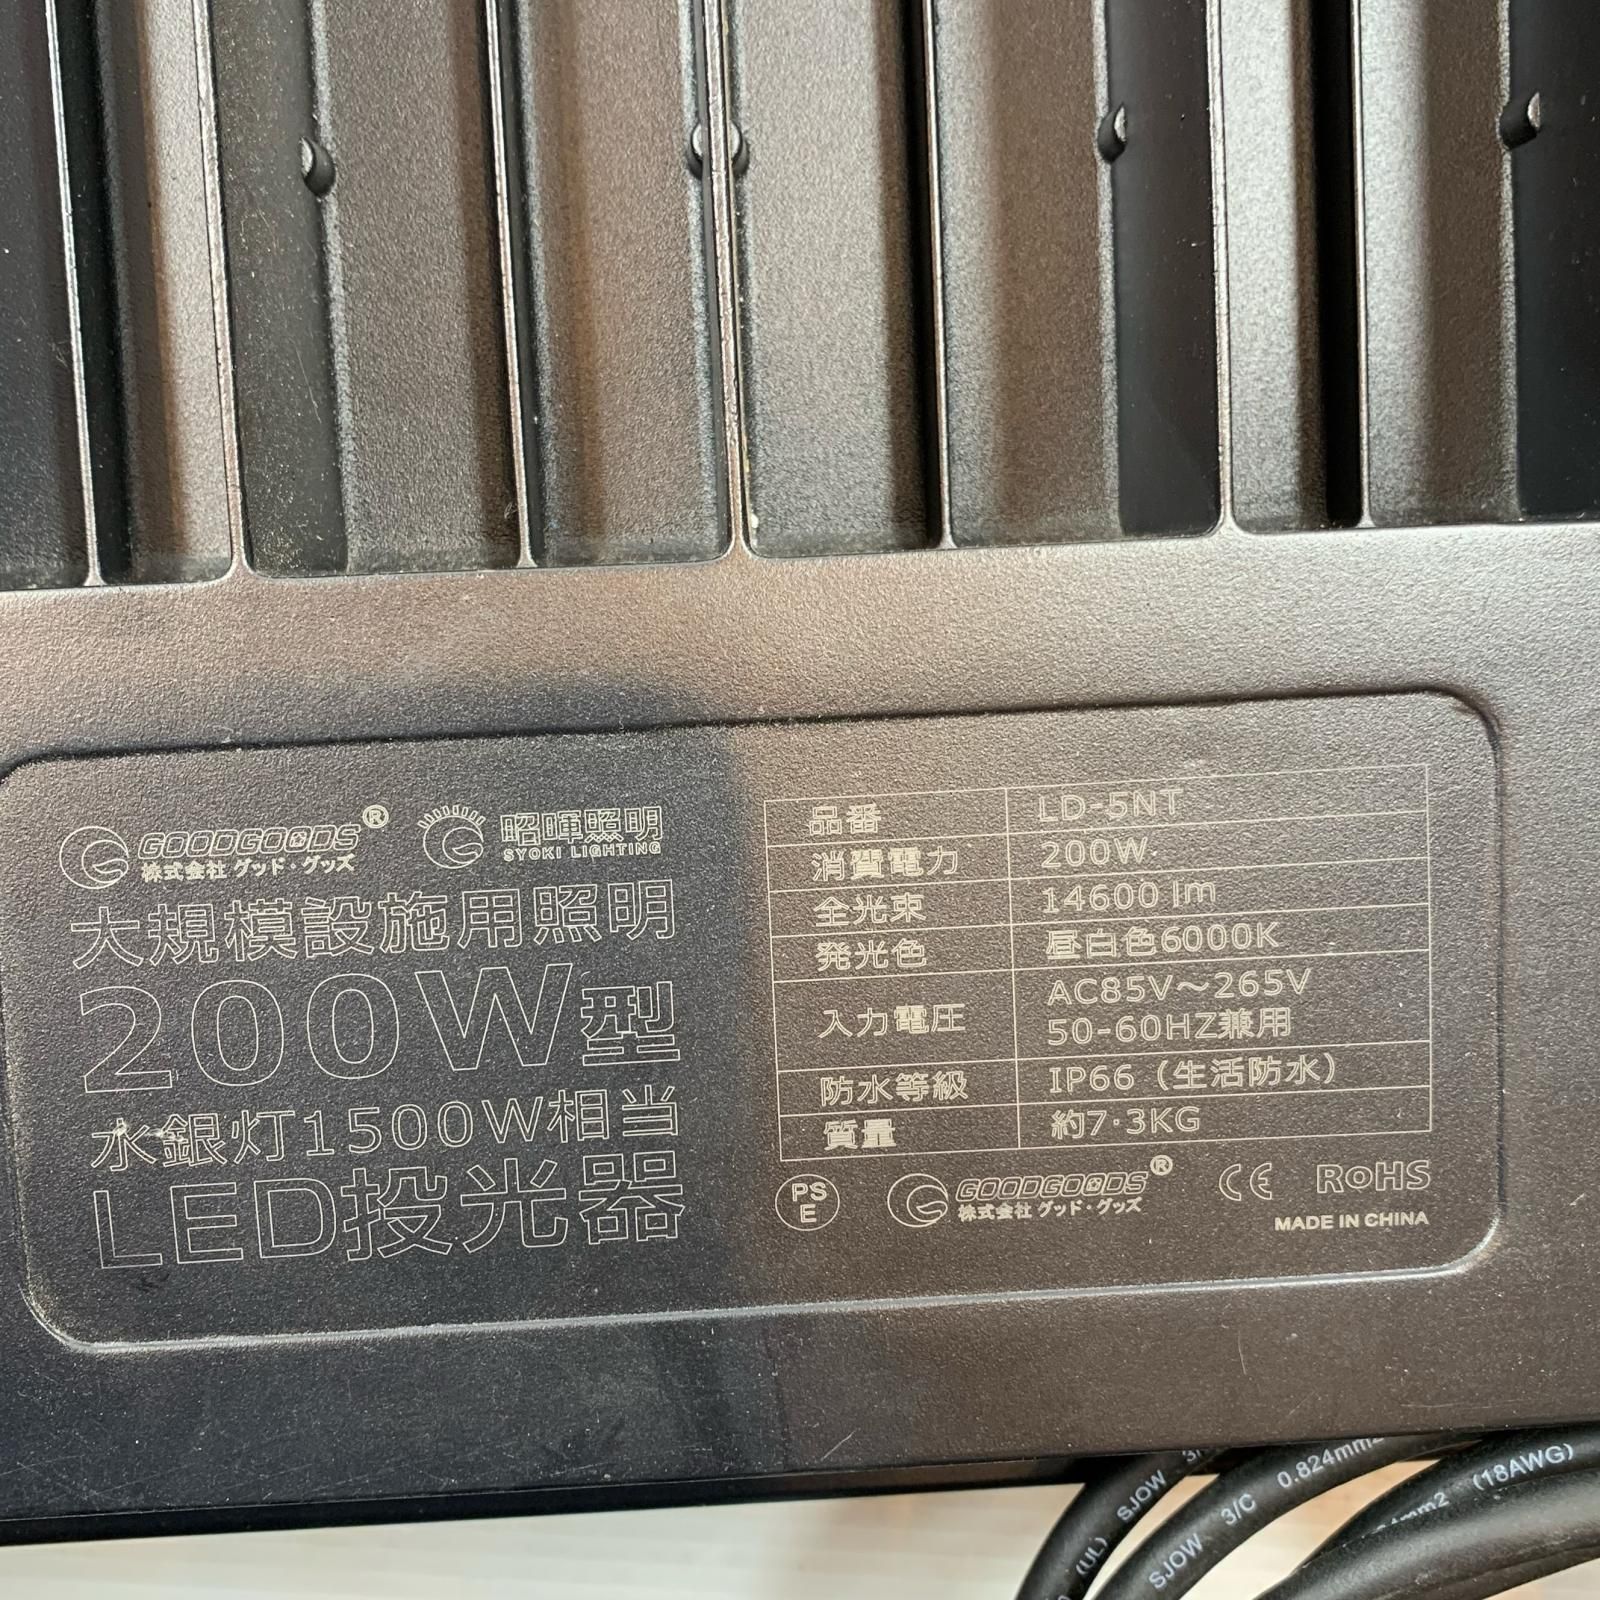 GOODGOODS®
株式会社 グッド・グッズ
昭暉照明
SYOKI LIGHTING
大規模設施用照明
200W型
水銀灯1500W相当
LED投光器
品番 LD-5NT
消費電力 200W
全光束 14600lm
発光色 昼白色6000K
入力電圧 AC85V～265V
50-60HZ兼用
防水等級 IP66（生活防水）
質量 約7·3KG
PS
E
GOODGOODS®
株式会社 グッド・グッズ
CE RoHS
MADE IN CHINA
(UL) SJOW 3/
SJOW 3/C 0.824mm2
mm2 (18AWG)